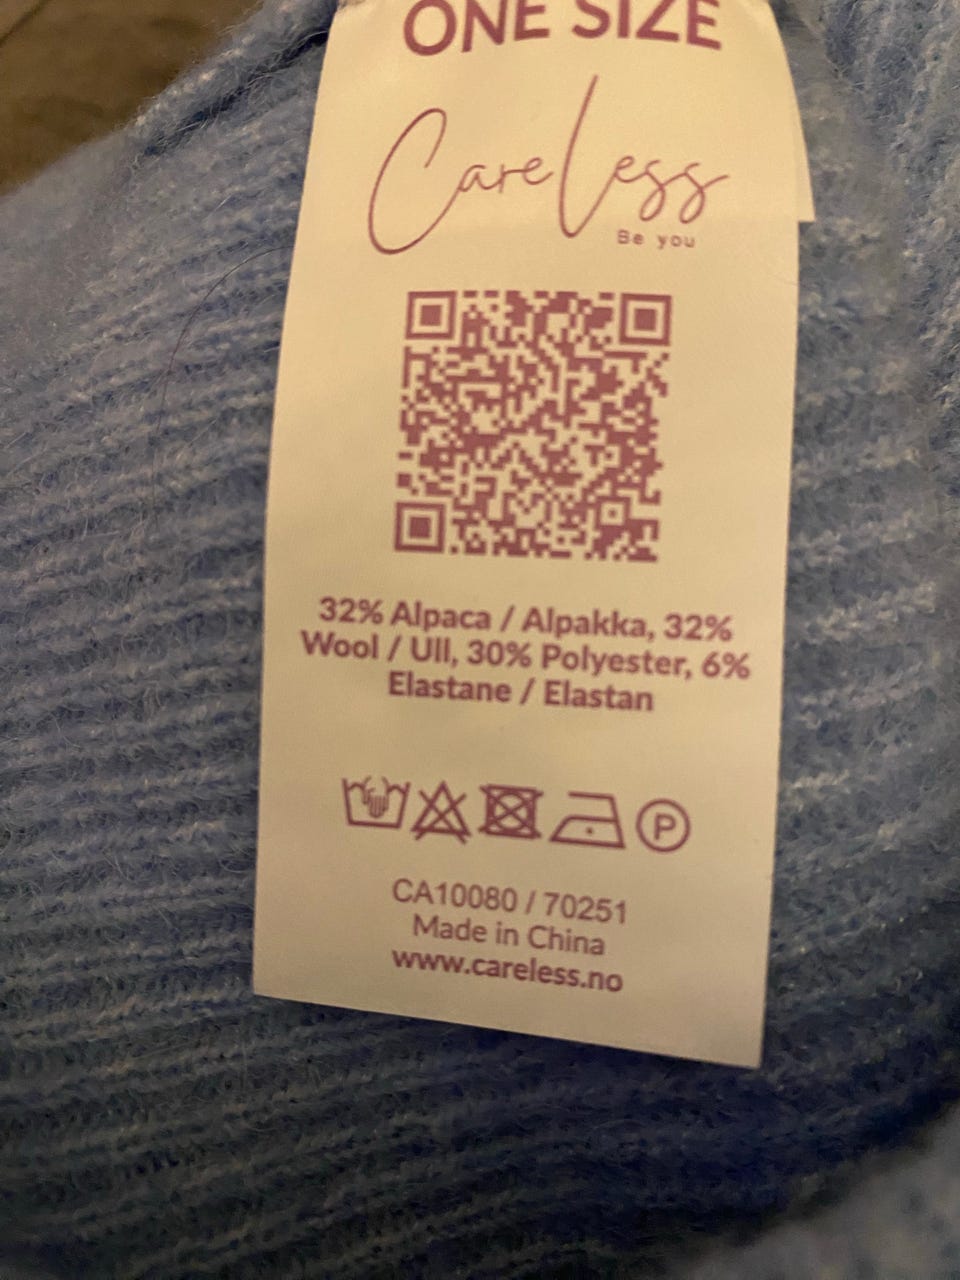 ONE SIZE
CareLess
Be you
32% Alpaca / Alpakka, 32%
Wool / Ull, 30% Polyester, 6%
Elastane / Elastan
P
CA10080 / 70251
Made in China
www.careless.no